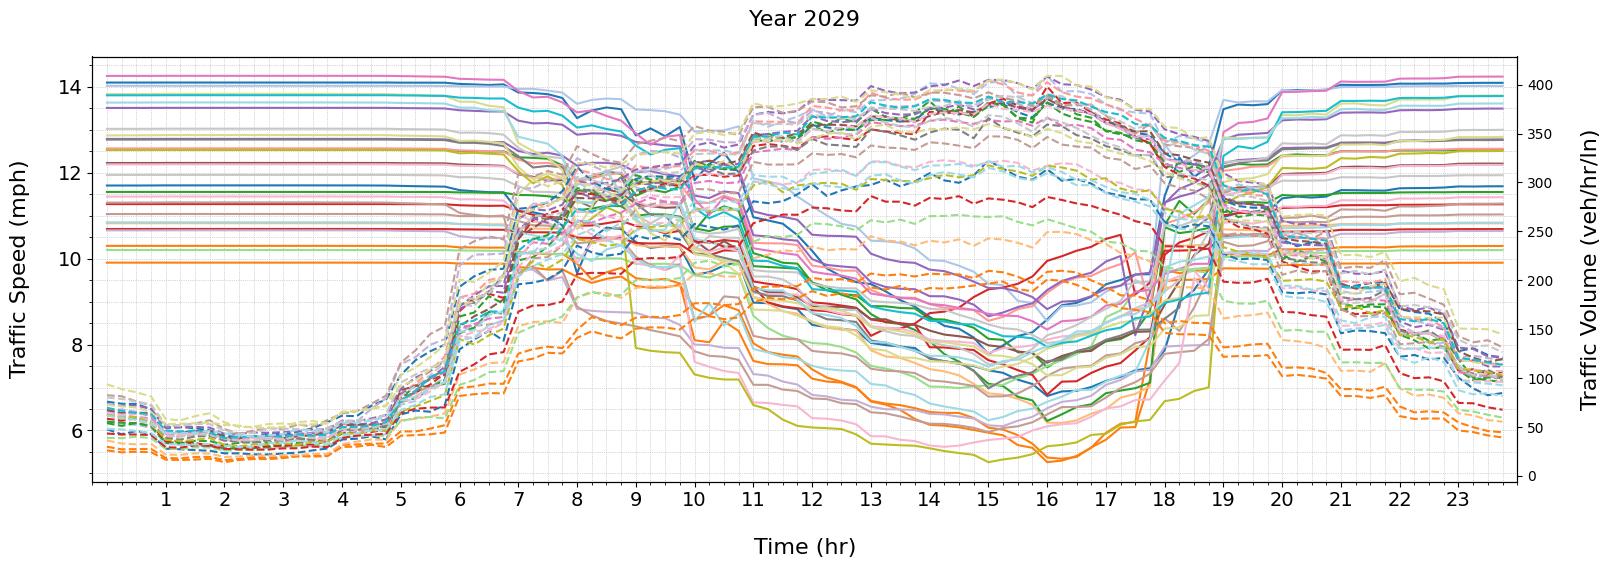 Year 2029
Traffic Speed (mph)
14
12
10
8
6
400
350
300
250
200
150
100
50
0
Traffic Volume (veh/hr/ln)
1 2 3 4 5 6 7 8 9 10 11 12 13 14 15 16 17 18 19 20 21 22 23
Time (hr)